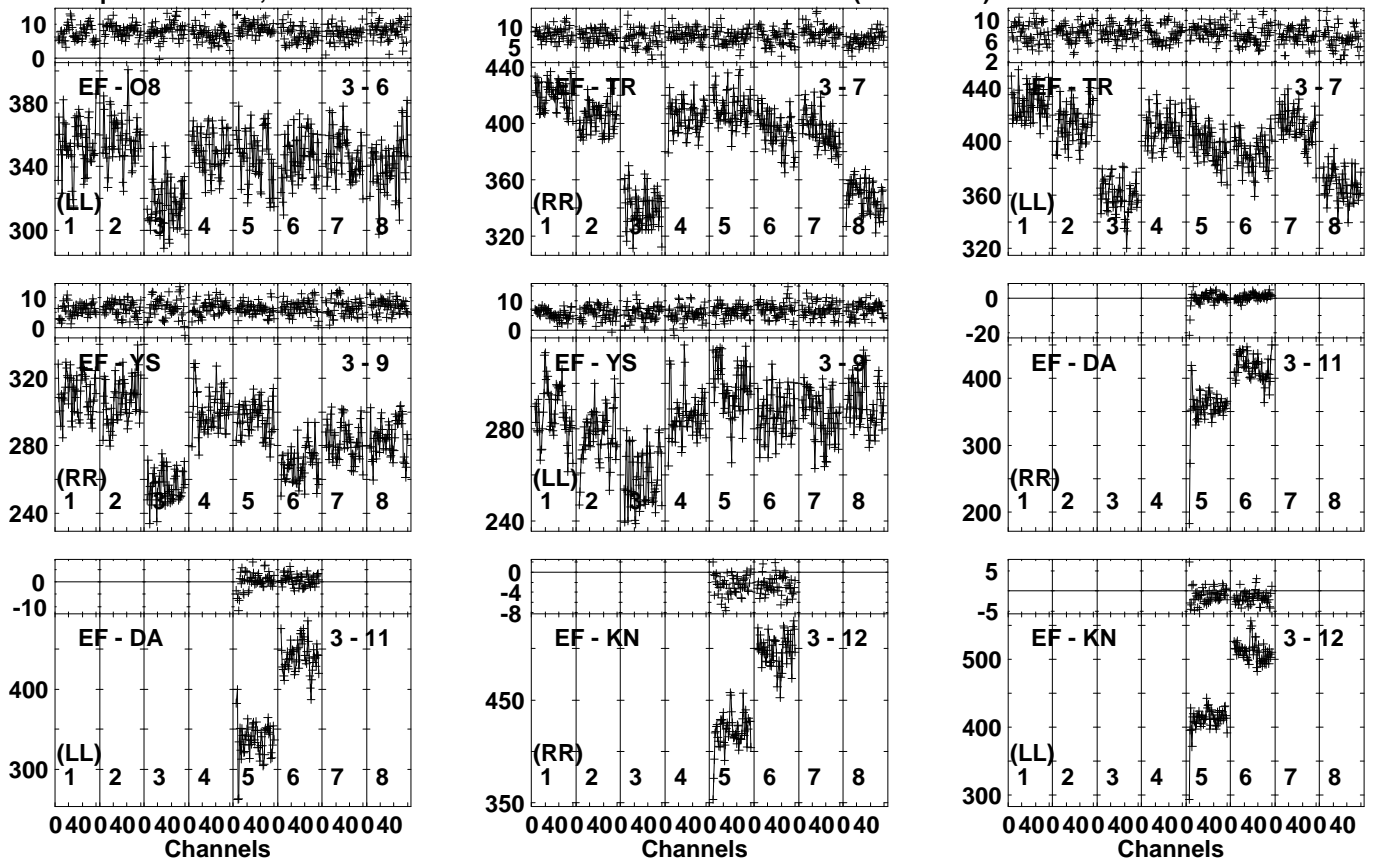 10
0
EF - O8 3 - 6
380
340
300
(LL)
1 2 3 4 5 6 7 8
10
5
EF - TR 3 - 7
440
400
360
320
(RR)
1 2 3 4 5 6 7 8
10
6
2
EF - TR 3 - 7
440
400
360
320
(LL)
1 2 3 4 5 6 7 8
10
0
EF - YS 3 - 9
320
280
240
(RR)
1 2 3 4 5 6 7 8
10
0
EF - YS 3 - 9
280
240
(LL)
1 2 3 4 5 6 7 8
0
-20
EF - DA 3 - 11
400
300
200
(RR)
1 2 3 4 5 6 7 8
0
-10
EF - DA 3 - 11
400
300
(LL)
1 2 3 4 5 6 7 8
0 40 0 40 0 40 0 40 0 40 0 40 0 40 0 40
Channels
0
-4
-8
EF - KN 3 - 12
450
350
(RR)
1 2 3 4 5 6 7 8
0 40 0 40 0 40 0 40 0 40 0 40 0 40 0 40
Channels
5
-5
EF - KN 3 - 12
500
400
300
(LL)
1 2 3 4 5 6 7 8
0 40 0 40 0 40 0 40 0 40 0 40 0 40 0 40
Channels